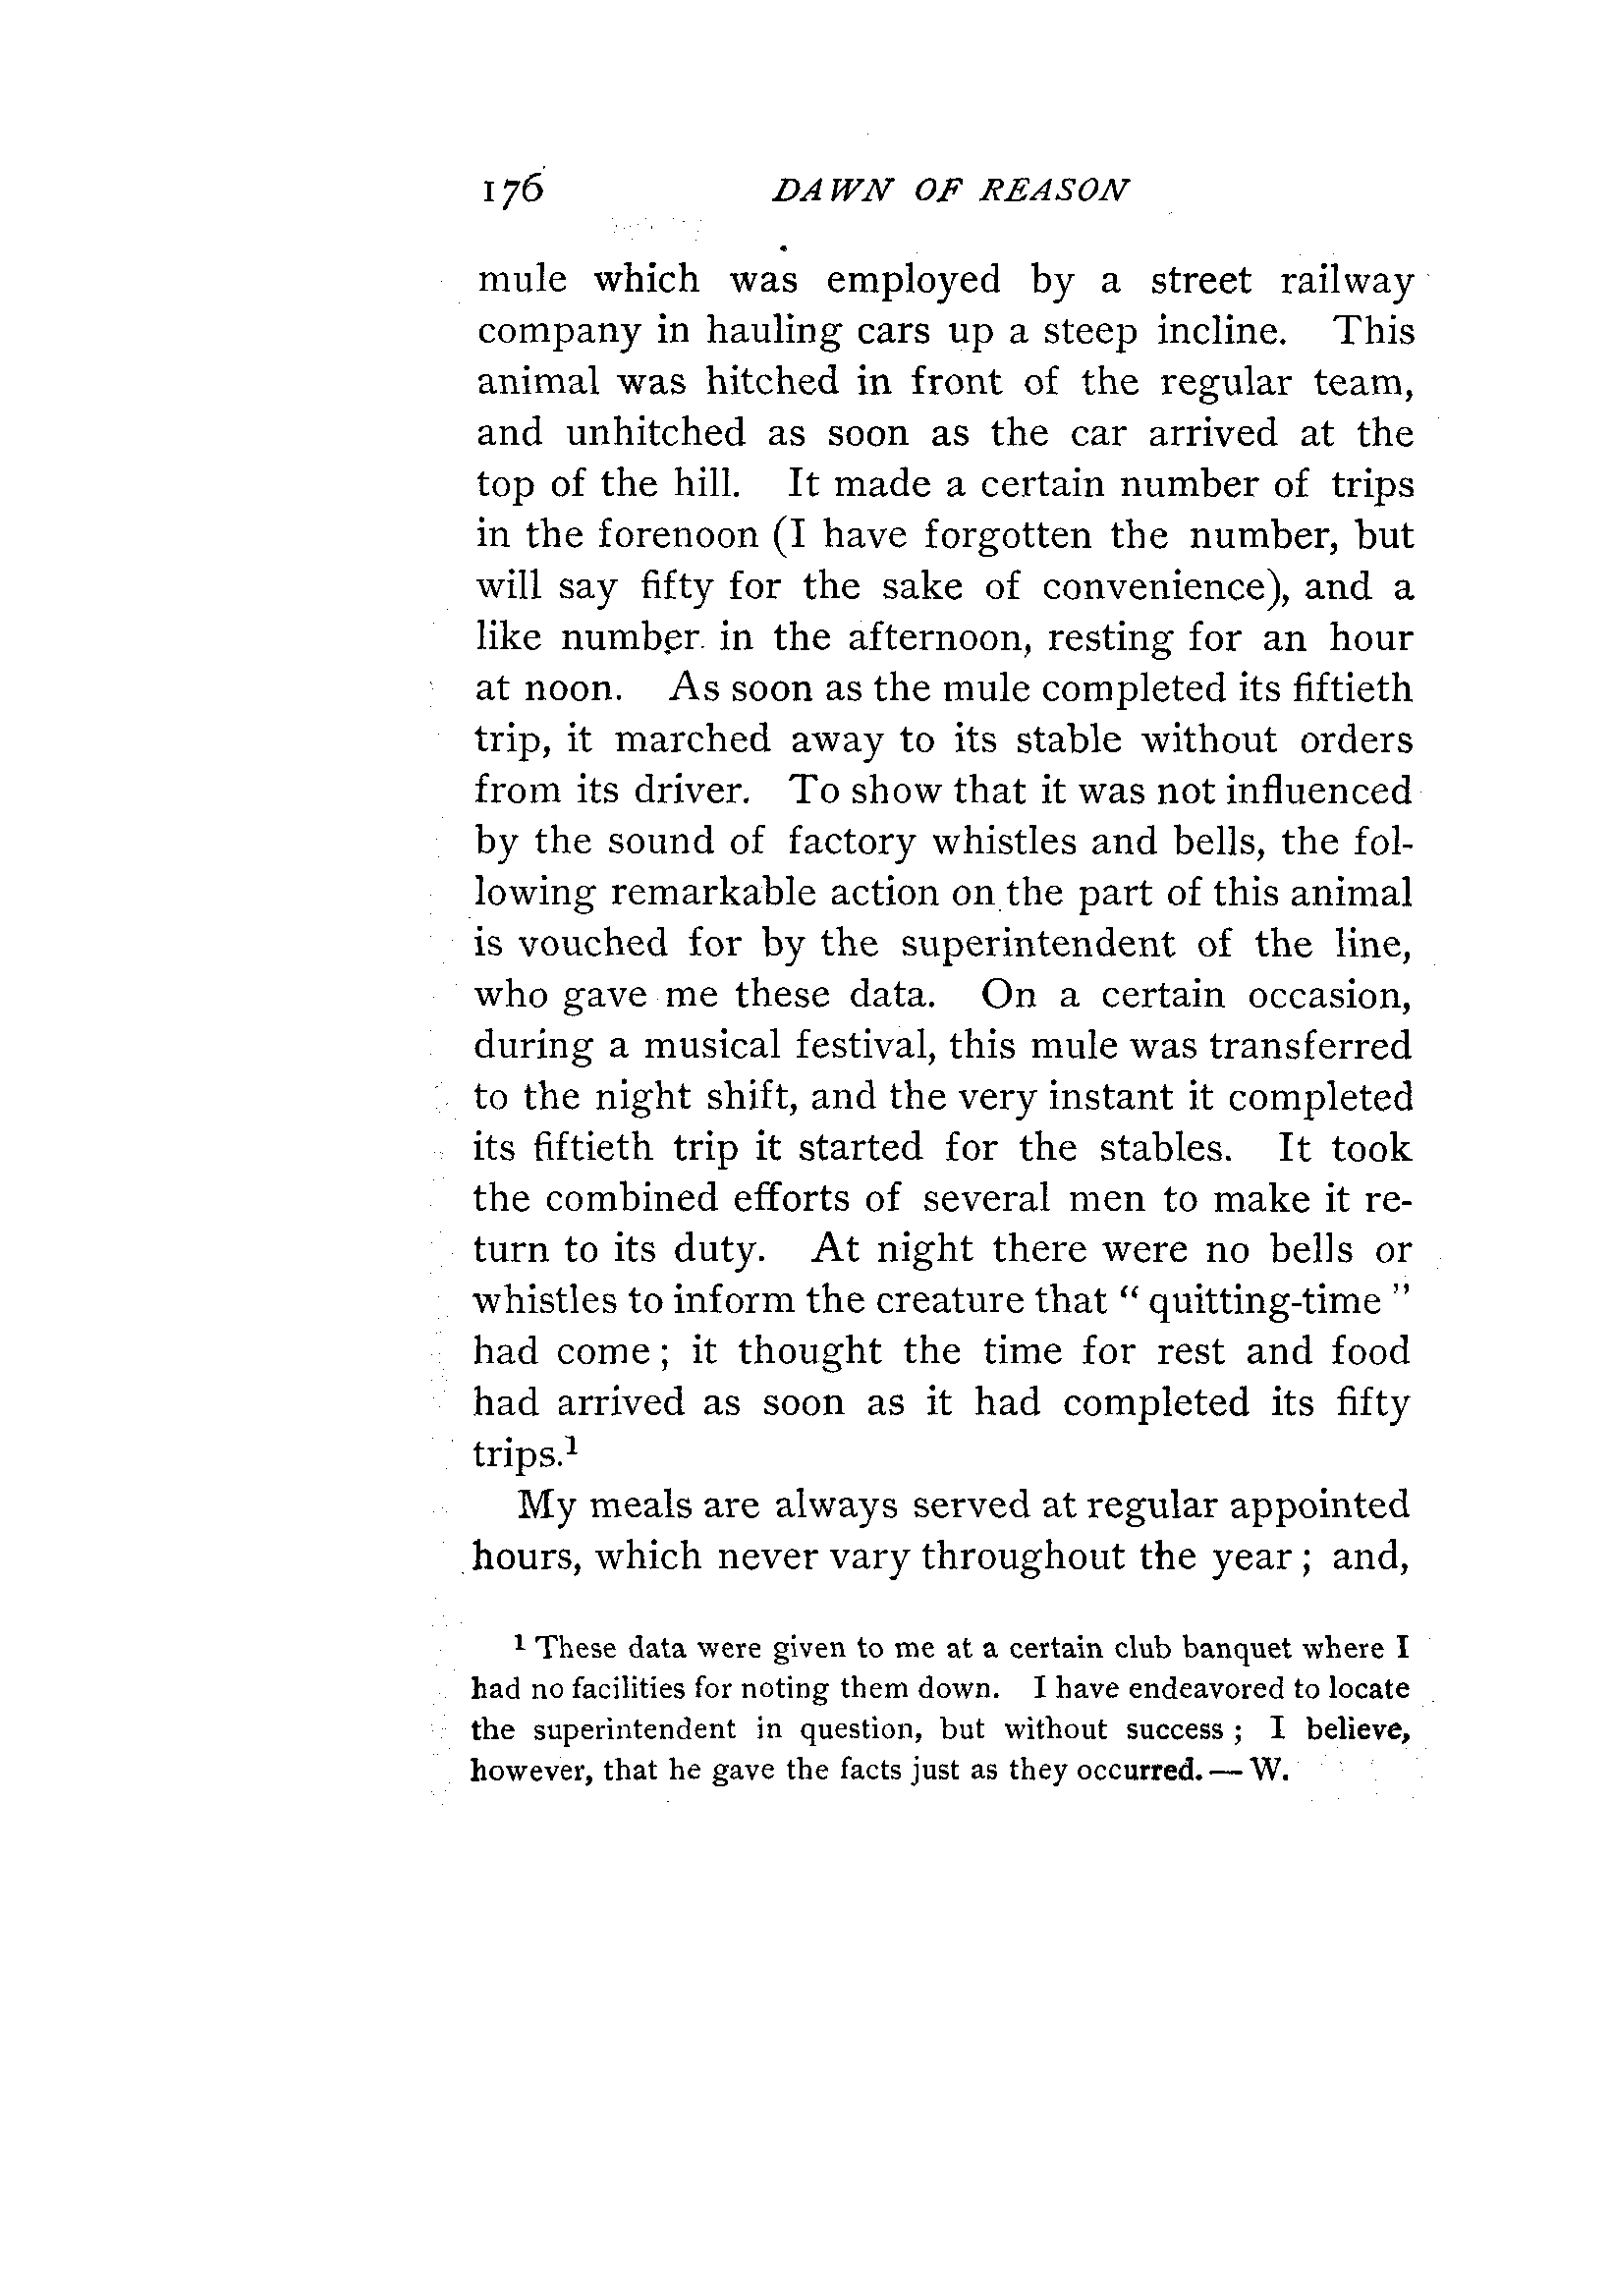 176 DAWN OF REASON
mule which was employed by a street railway
company in hauling cars up a steep incline. This
animal was hitched in front of the regular team,
and unhitched as soon as the car arrived at the
top of the hill. It made a certain number of trips
in the forenoon (I have forgotten the number, but
will say fifty for the sake of convenience), and a
like number in the afternoon, resting for an hour
at noon. As soon as the mule completed its fiftieth
trip, it marched away to its stable without orders
from its driver. To show that it was not influenced
by the sound of factory whistles and bells, the fol-
lowing remarkable action on the part of this animal
is vouched for by the superintendent of the line,
who gave me these data. On a certain occasion,
during a musical festival, this mule was transferred
to the night shift, and the very instant it completed
its fiftieth trip it started for the stables. It took
the combined efforts of several men to make it re-
turn to its duty. At night there were no bells or
whistles to inform the creature that “ quitting-time ”
had come ; it thought the time for rest and food
had arrived as soon as it had completed its fifty
trips.¹
My meals are always served at regular appointed
hours, which never vary throughout the year ; and,
¹ These data were given to me at a certain club banquet where I
had no facilities for noting them down. I have endeavored to locate
the superintendent in question, but without success ; I believe,
however, that he gave the facts just as they occurred. — W.